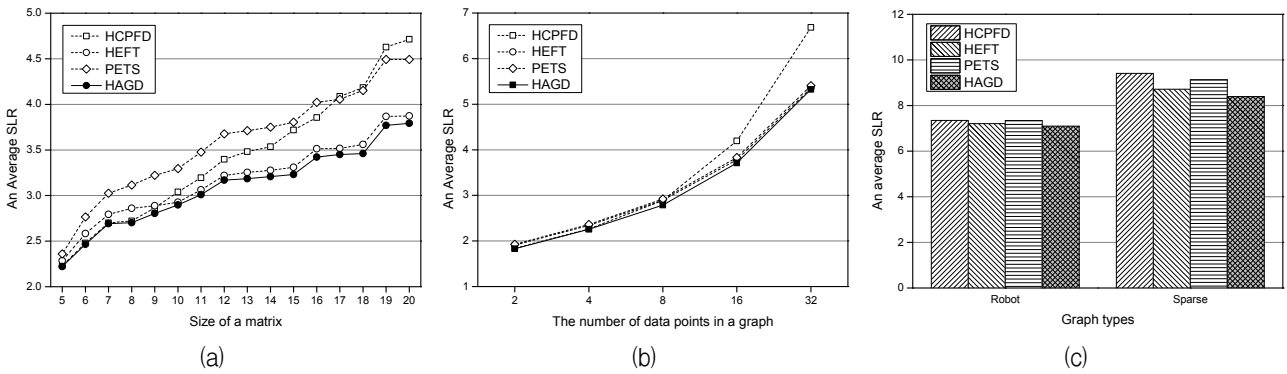 5.0
4.5
4.0
3.5
3.0
2.5
2.0
An Average SLR
HCPFD
HEFT
PETS
HAGD
5 6 7 8 9 10 11 12 13 14 15 16 17 18 19 20
Size of a matrix
(a)
7
6
5
4
3
2
1
An average SLR
HCPFD
HEFT
PETS
HAGD
2 4 8 16 32
The number of data points in a graph
(b)
12
10
8
6
4
2
0
An average SLR
HCPFD
HEFT
PETS
HAGD
Robot Sparse
Graph types
(c)